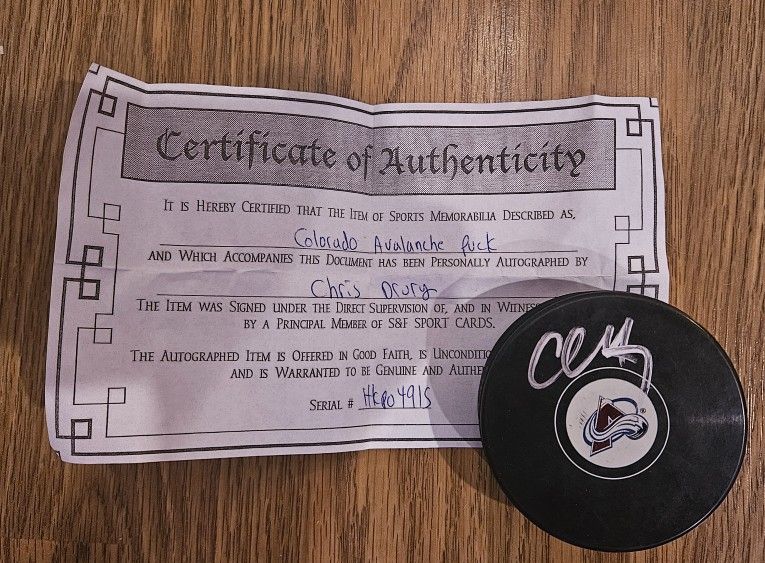 Certificate of Authenticity
It is Hereby Certified that the Item of Sports Memorabilia Described as,
Colorado Avalanche Puck
and Which Accompanies this Document has been Personally Autographed by
Chris Drury
The Item was Signed under the Direct Supervision of, and in Witness
by a Principal Member of S&F Sport Cards.
The Autographed Item is Offered in Good Faith, is
and is Warranted to be Genuine and
Serial #